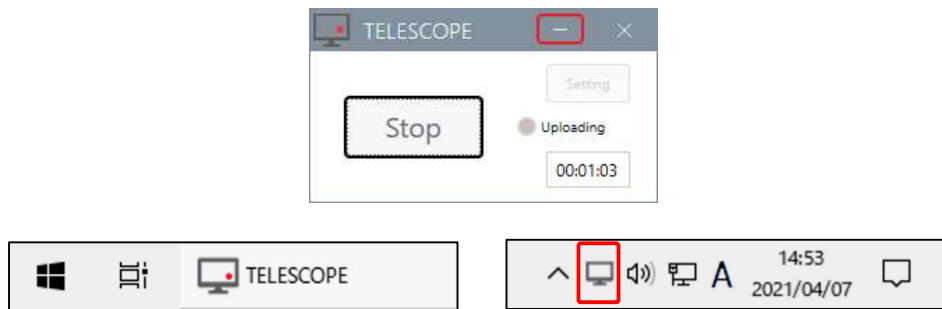 TELESCOPE
Setting
Stop
Uploading
00:01:03
TELESCOPE
A
14:53
2021/04/07